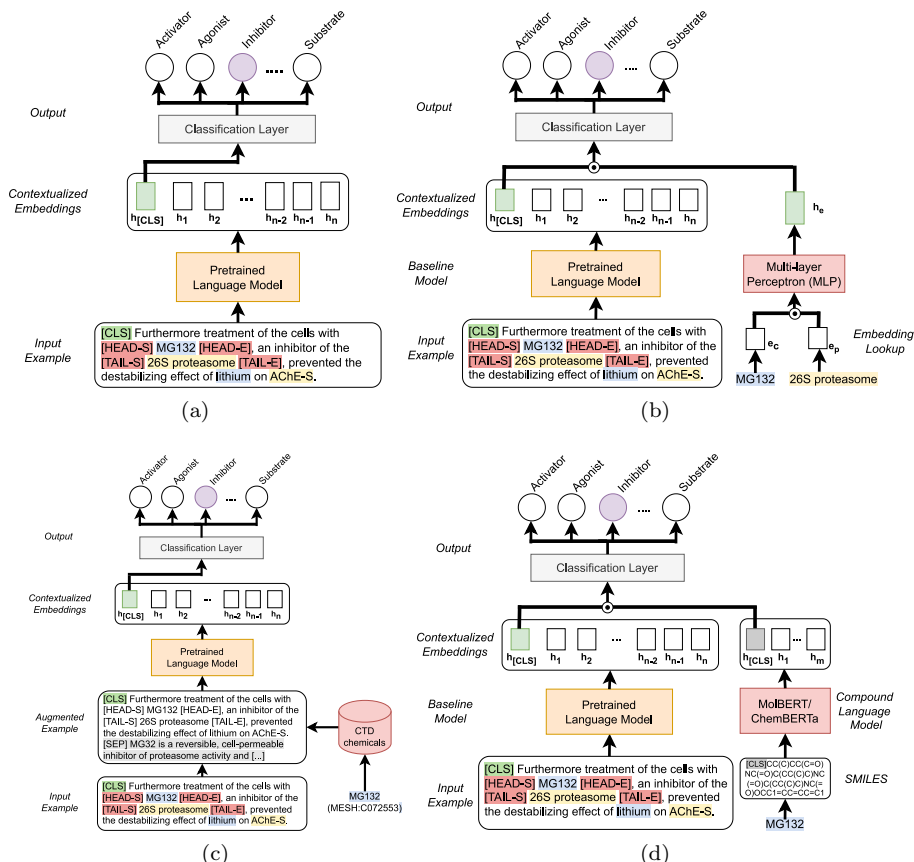 Activator
Agonist
Inhibitor
Substrate
....
Output
Classification Layer
Contextualized
Embeddings
h[CLS] h1 h2 ... hn-2 hn-1 hn
Pretrained
Language Model
Input
Example
[CLS] Furthermore treatment of the cells with
[HEAD-S] MG132 [HEAD-E], an inhibitor of the
[TAIL-S] 26S proteasome [TAIL-E], prevented the
destabilizing effect of lithium on AChE-S.
(a)
Activator
Agonist
Inhibitor
Substrate
....
Output
Classification Layer
Contextualized
Embeddings
h[CLS] h1 h2 ... hn-2 hn-1 hn
he
Baseline
Model
Pretrained
Language Model
Multi-layer
Perceptron (MLP)
Input
Example
[CLS] Furthermore treatment of the cells with
[HEAD-S] MG132 [HEAD-E], an inhibitor of the
[TAIL-S] 26S proteasome [TAIL-E], prevented
the destabilizing effect of lithium on AChE-S.
ec
ep
Embedding
Lookup
MG132
26S proteasome
(b)
Activator
Agonist
Inhibitor
Substrate
...
Output
Classification Layer
Contextualized
Embeddings
h[CLS] h1 h2 ... hn-2 hn-1 hn
Pretrained
Language Model
Augmented
Example
[CLS] Furthermore treatment of the cells with
[HEAD-S] MG132 [HEAD-E], an inhibitor of the
[TAIL-S] 26S proteasome [TAIL-E], prevented the
destabilizing effect of lithium on AChE-S.
[SEP] MG32 is a reversible, cell-permeable
inhibitor of proteasome activity and [...]
CTD
chemicals
Input
Example
[CLS] Furthermore treatment of the cells with
[HEAD-S] MG132 [HEAD-E], an inhibitor of the
[TAIL-S] 26S proteasome [TAIL-E], prevented
the destabilizing effect of lithium on AChE-S.
MG132
(MESH:C072553)
(c)
Activator
Agonist
Inhibitor
Substrate
....
Output
Classification Layer
Contextualized
Embeddings
h[CLS] h1 h2 ... hn-2 hn-1 hn
h[CLS] h1 ... hm
Baseline
Model
Pretrained
Language Model
MolBERT/
ChemBERTa
Compound
Language
Model
Input
Example
[CLS] Furthermore treatment of the cells with
[HEAD-S] MG132 [HEAD-E], an inhibitor of the
[TAIL-S] 26S proteasome [TAIL-E], prevented
the destabilizing effect of lithium on AChE-S.
[CLS]CC(C)CC(C=O)
NC(=O)C(CC(C)C)NC
(=O)C(CC(C)C)NC(=
O)OCC1=CC=CC=C1
SMILES
MG132
(d)